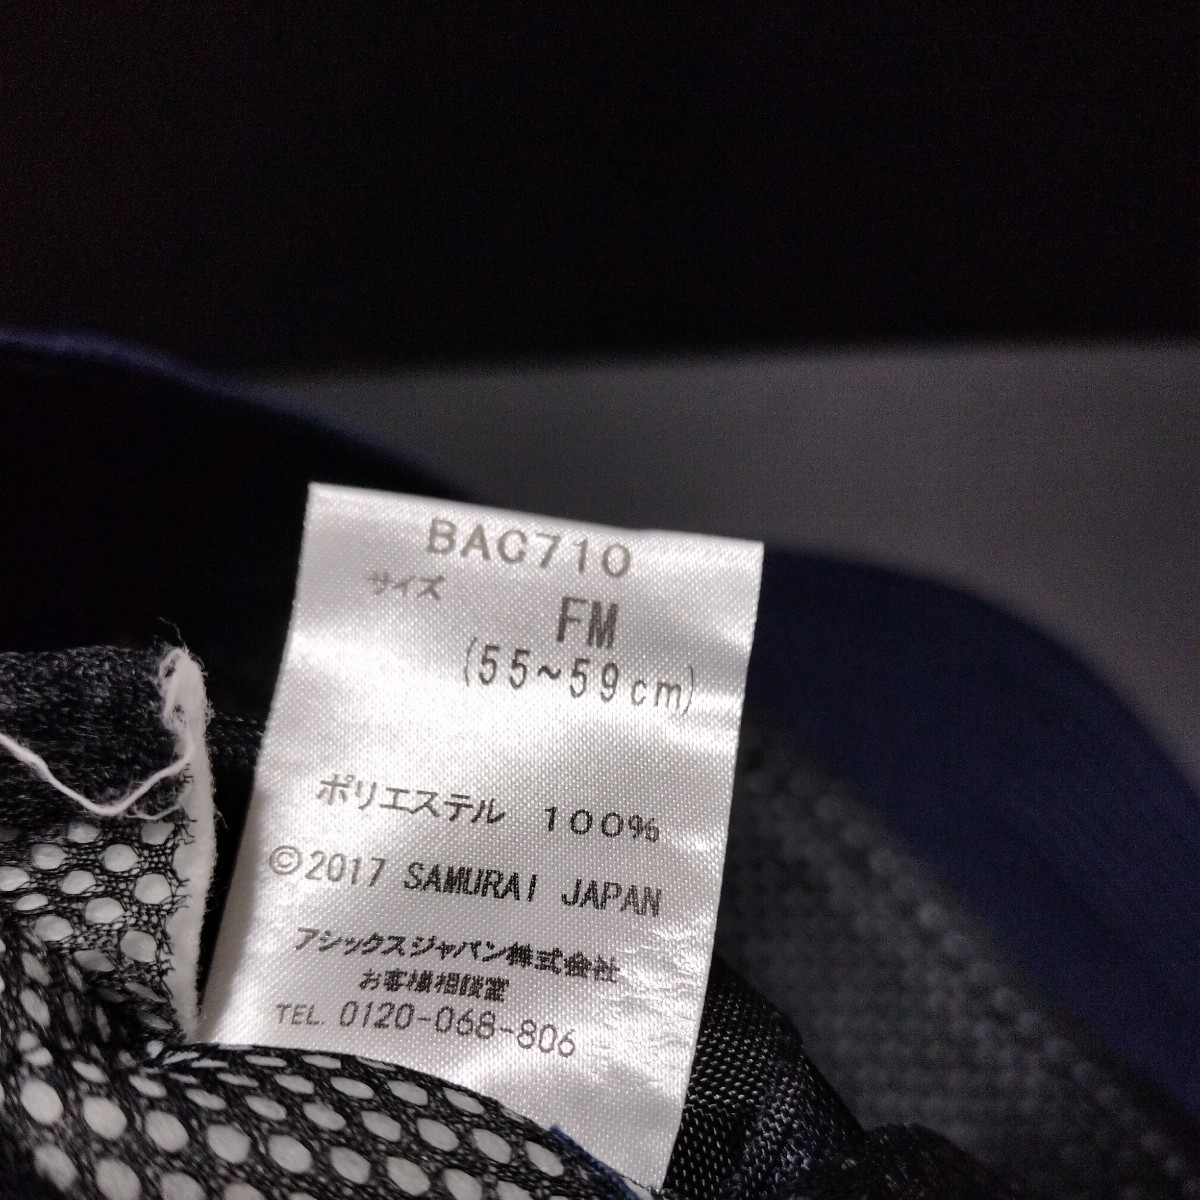 BAC710
サイズ
FM
(55~59cm)
ポリエステル 100%
©2017 SAMURAI JAPAN
アシックスジャパン株式会社
お客様相談室
TEL. 0120-068-806